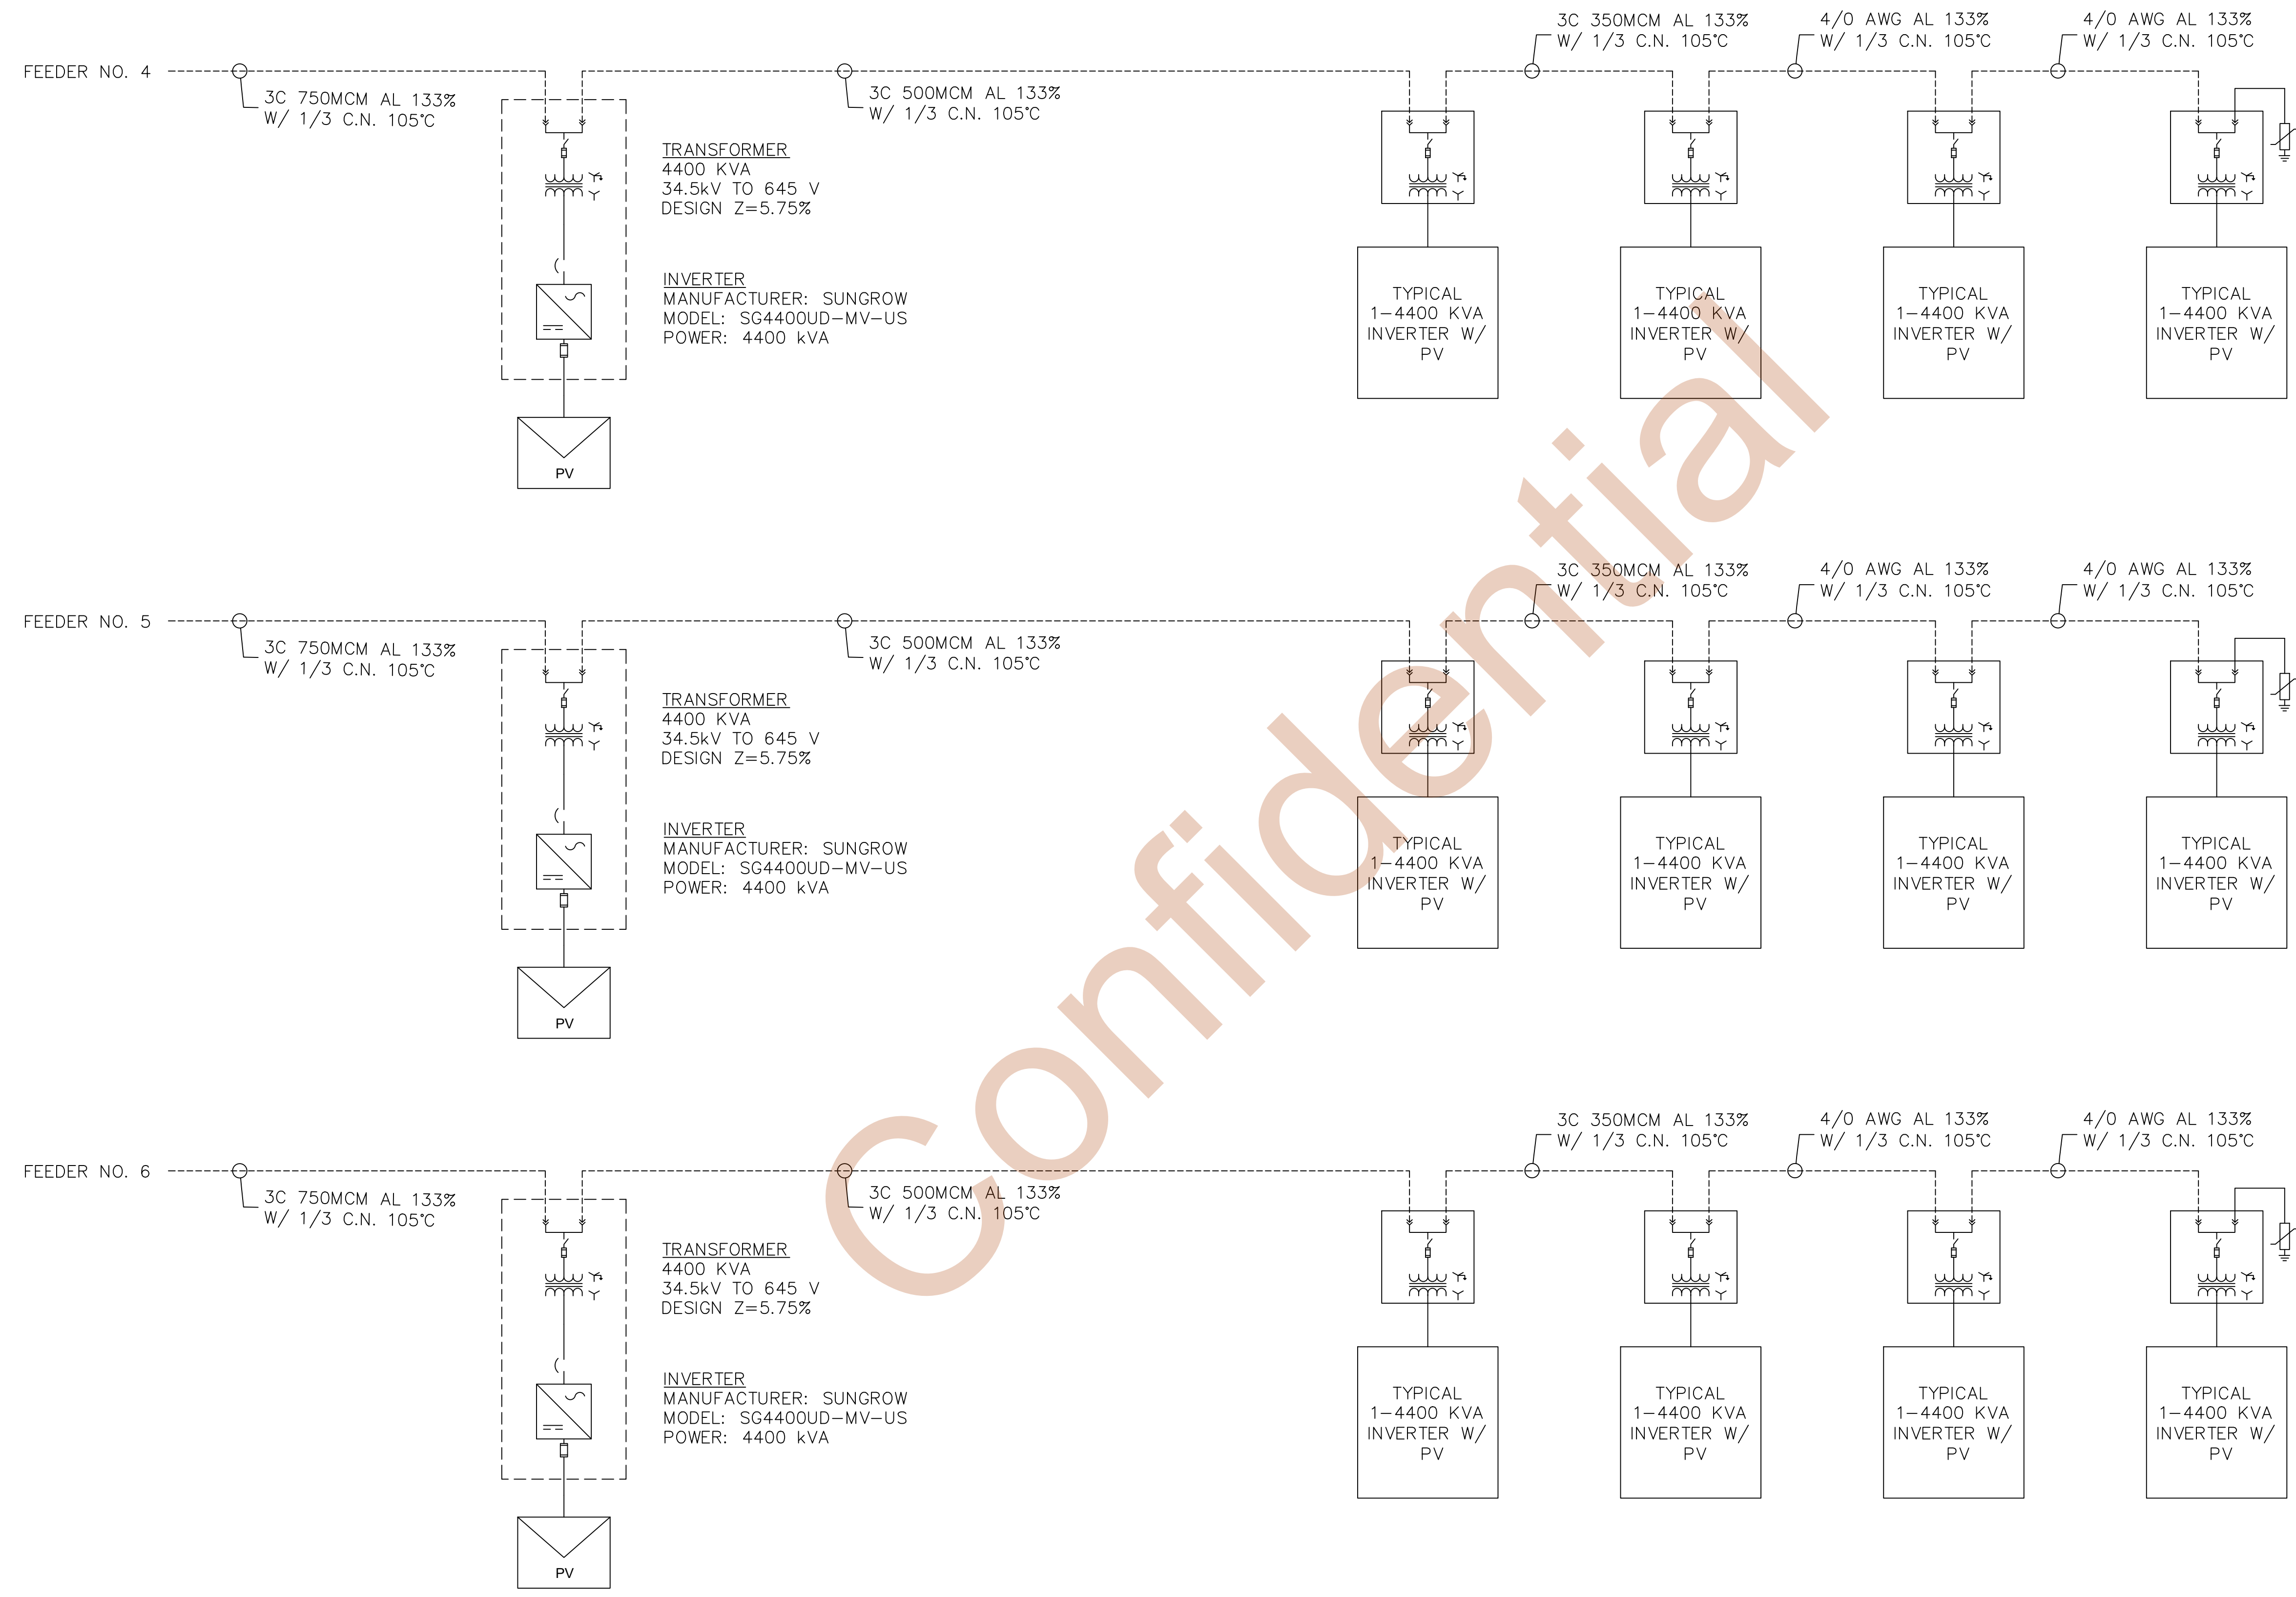 FEEDER NO. 4
3C 750MCM AL 133%
W/ 1/3 C.N. 105°C
3C 500MCM AL 133%
W/ 1/3 C.N. 105°C
3C 350MCM AL 133%
W/ 1/3 C.N. 105°C
4/0 AWG AL 133%
W/ 1/3 C.N. 105°C
4/0 AWG AL 133%
W/ 1/3 C.N. 105°C
TRANSFORMER
4400 KVA
34.5kV TO 645 V
DESIGN Z=5.75%
INVERTER
MANUFACTURER: SUNGROW
MODEL: SG4400UD-MV-US
POWER: 4400 kVA
PV
TYPICAL
1-4400 KVA
INVERTER W/
PV
TYPICAL
1-4400 KVA
INVERTER W/
PV
TYPICAL
1-4400 KVA
INVERTER W/
PV
TYPICAL
1-4400 KVA
INVERTER W/
PV
FEEDER NO. 5
3C 750MCM AL 133%
W/ 1/3 C.N. 105°C
3C 500MCM AL 133%
W/ 1/3 C.N. 105°C
3C 350MCM AL 133%
W/ 1/3 C.N. 105°C
4/0 AWG AL 133%
W/ 1/3 C.N. 105°C
4/0 AWG AL 133%
W/ 1/3 C.N. 105°C
TRANSFORMER
4400 KVA
34.5kV TO 645 V
DESIGN Z=5.75%
INVERTER
MANUFACTURER: SUNGROW
MODEL: SG4400UD-MV-US
POWER: 4400 kVA
PV
TYPICAL
1-4400 KVA
INVERTER W/
PV
TYPICAL
1-4400 KVA
INVERTER W/
PV
TYPICAL
1-4400 KVA
INVERTER W/
PV
TYPICAL
1-4400 KVA
INVERTER W/
PV
FEEDER NO. 6
3C 750MCM AL 133%
W/ 1/3 C.N. 105°C
3C 500MCM AL 133%
W/ 1/3 C.N. 105°C
3C 350MCM AL 133%
W/ 1/3 C.N. 105°C
4/0 AWG AL 133%
W/ 1/3 C.N. 105°C
4/0 AWG AL 133%
W/ 1/3 C.N. 105°C
TRANSFORMER
4400 KVA
34.5kV TO 645 V
DESIGN Z=5.75%
INVERTER
MANUFACTURER: SUNGROW
MODEL: SG4400UD-MV-US
POWER: 4400 kVA
PV
TYPICAL
1-4400 KVA
INVERTER W/
PV
TYPICAL
1-4400 KVA
INVERTER W/
PV
TYPICAL
1-4400 KVA
INVERTER W/
PV
TYPICAL
1-4400 KVA
INVERTER W/
PV
Confidential